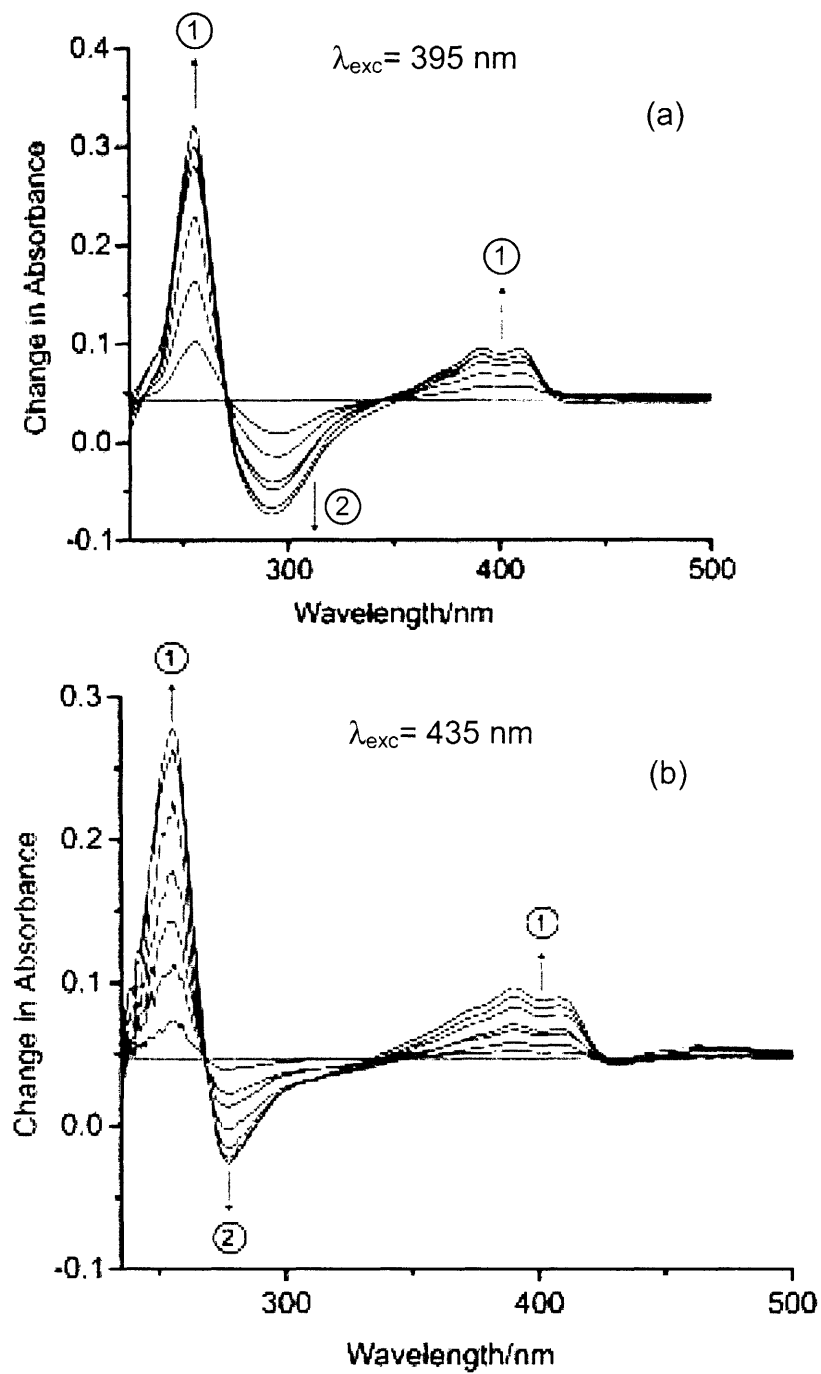 ①
λexc= 395 nm
(a)
0.4
0.3
0.2
0.1
0.0
-0.1
Change in Absorbance
①
②
300
400
500
Wavelength/nm
①
λexc= 435 nm
(b)
0.3
0.2
0.1
0.0
-0.1
Change in Absorbance
①
②
300
400
500
Wavelength/nm